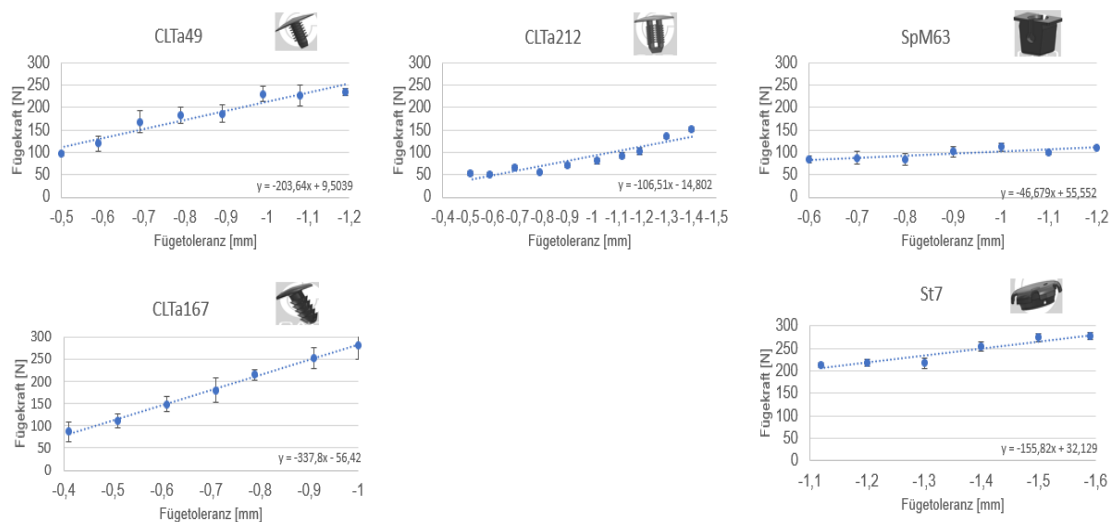 CLTa49
CLTa212
SpM63
Fügekraft [N]
300
250
200
150
100
50
0
y = -203,64x + 9,5039
-0,5 -0,6 -0,7 -0,8 -0,9 -1 -1,1 -1,2
Fügetoleranz [mm]
Fügekraft [N]
300
250
200
150
100
50
0
y = -106,51x - 14,802
-0,4 -0,5 -0,6 -0,7 -0,8 -0,9 -1 -1,1 -1,2 -1,3 -1,4 -1,5
Fügetoleranz [mm]
Fügekraft [N]
300
250
200
150
100
50
0
y = -46,679x + 55,552
-0,6 -0,7 -0,8 -0,9 -1 -1,1 -1,2
Fügetoleranz [mm]
CLTa167
St7
Fügekraft [N]
300
250
200
150
100
50
0
y = -337,8x - 56,42
-0,4 -0,5 -0,6 -0,7 -0,8 -0,9 -1
Fügetoleranz [mm]
Fügekraft [N]
300
250
200
150
100
50
0
y = -155,82x + 32,129
-1,1 -1,2 -1,3 -1,4 -1,5 -1,6
Fügetoleranz [mm]